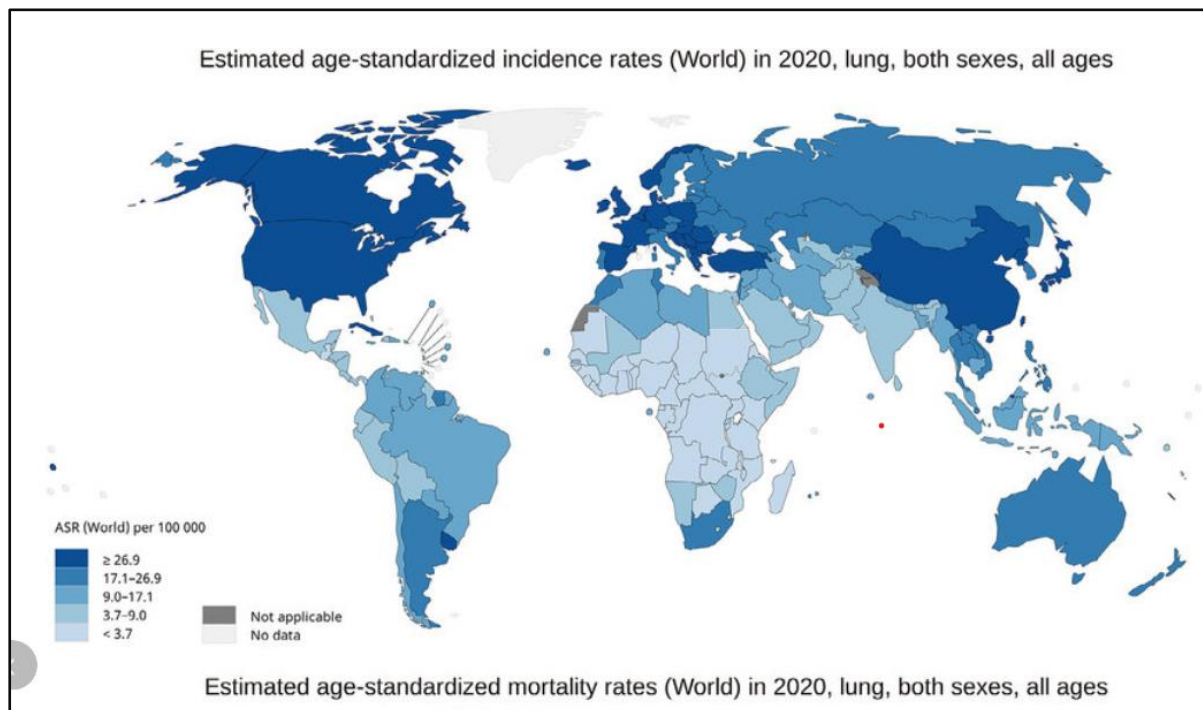 Estimated age-standardized incidence rates (World) in 2020, lung, both sexes, all ages
ASR (World) per 100 000
≥ 26.9
17.1–26.9
9.0–17.1
3.7–9.0
< 3.7
Not applicable
No data
Estimated age-standardized mortality rates (World) in 2020, lung, both sexes, all ages